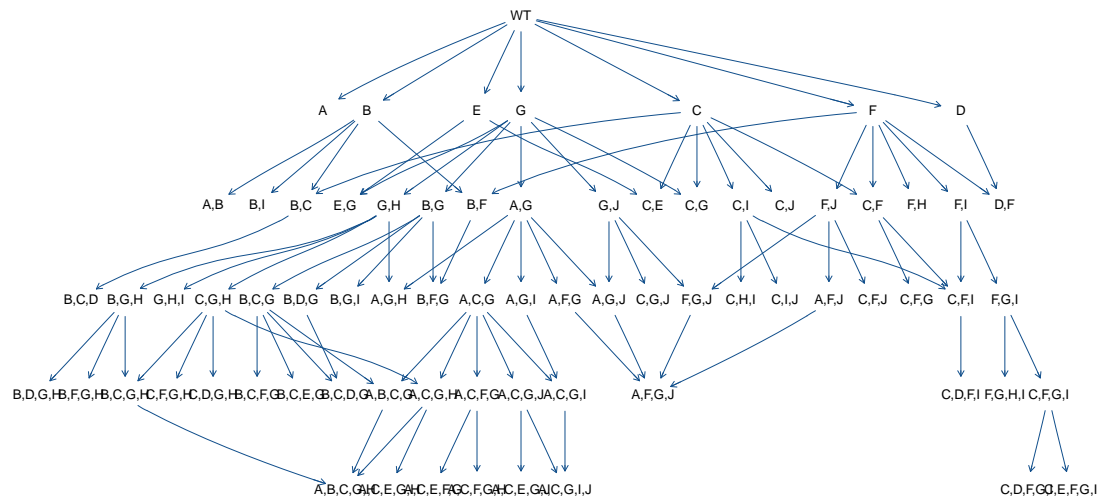 WT
A B E G C F D
A,B B,I B,C E,G G,H B,G B,F A,G G,J C,E C,G C,I C,J F,J C,F F,H F,I D,F
B,C,D B,G,H G,H,I C,G,H B,C,G B,D,G B,G,I A,G,H B,F,G A,C,G A,G,I A,F,G A,G,J C,G,J F,G,J C,H,I C,I,J A,F,J C,F,J C,F,G C,F,I F,G,I
B,D,G,H B,F,G,H B,C,G,H C,F,G,H C,D,G,H B,C,F,G B,C,E,G B,C,D,G A,B,C,G A,C,G,H A,C,F,G A,C,G,J A,C,G,I A,F,G,J C,D,F,I F,G,H,I C,F,G,I
A,B,C,G,H A,C,E,G,H A,C,E,F,G A,C,F,G,H A,C,E,G,J A,C,G,I,J C,D,F,G,I C,E,F,G,I